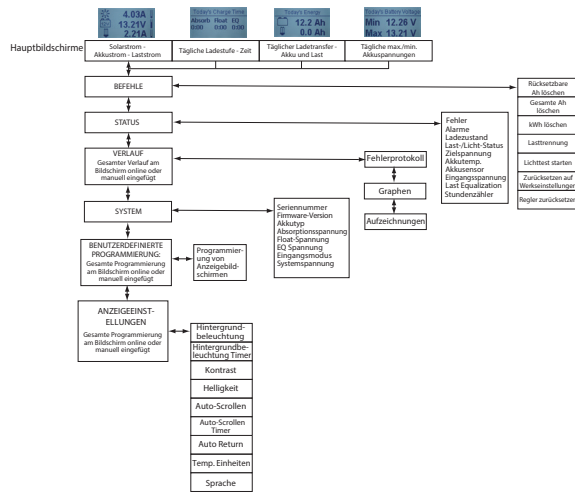 4.03A
13.21V
2.21A
Today's Charge Time
Absorb Float EQ
0:00 0:00 0:00
Today's Energy
12.2 Ah
0.0 Ah
Today's Battery Voltage
Min 12.26 V
Max 13.21 V
Hauptbildschirme
Solarstrom -
Akkustrom - Laststrom
Tägliche Ladestufe - Zeit
Täglicher Ladetransfer -
Akku und Last
Tägliche max./min.
Akkuspannungen
BEFEHLE
Rücksetzbare
Ah löschen
Gesamte Ah
löschen
kWh löschen
Lasttrennung
Lichttest starten
Zurücksetzen auf
Werkseinstellungen
Regler zurücksetzen
STATUS
Fehler
Alarme
Ladezustand
Last-/Licht-Status
Zielspannung
Akkutemp.
Akkusensor
Eingangsspannung
Last Equalization
Stundenzähler
VERLAUF
Gesamter Verlauf am
Bildschirm online oder
manuell eingefügt
Fehlerprotokoll
Graphen
Aufzeichnungen
SYSTEM
Seriennummer
Firmware-Version
Akkutyp
Absorptionsspannung
Float-Spannung
EQ Spannung
Eingangsmodus
Systemspannung
BENUTZERDEFINIERTE
PROGRAMMIERUNG:
Gesamte Programmierung
am Bildschirm online oder
manuell eingefügt
Programmier-
ung von
Anzeigebild-
schirmen
ANZEIGEEINST-
ELLUNGEN
Gesamte Programmierung
am Bildschirm online oder
manuell eingefügt
Hintergrund-
beleuchtung
Hintergrundbe-
leuchtung Timer
Kontrast
Helligkeit
Auto-Scrollen
Auto-Scrollen
Timer
Auto Return
Temp. Einheiten
Sprache